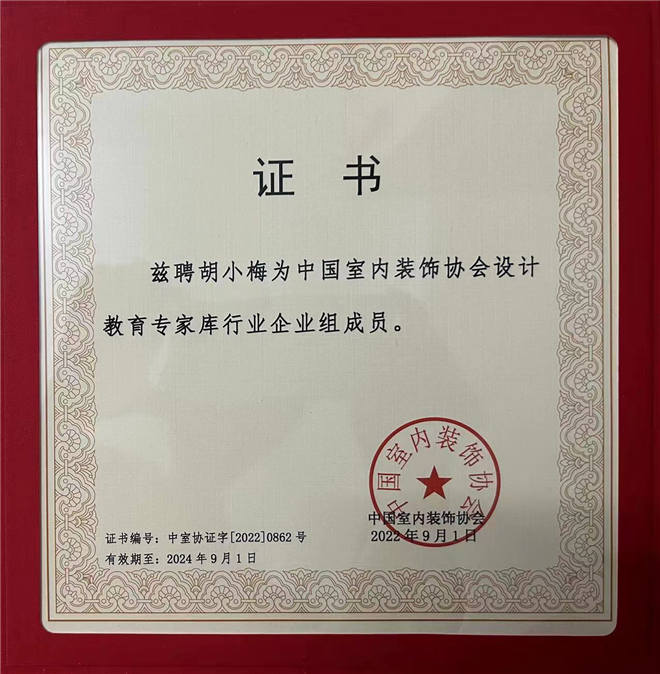 证 书
兹聘胡小梅为中国室内装饰协会设计
教育专家库行业企业组成员。
中国室内装饰协会
中国室内装饰协会
2022年9月1日
证书编号：中室协证字[2022]0862号
有效期至：2024年9月1日